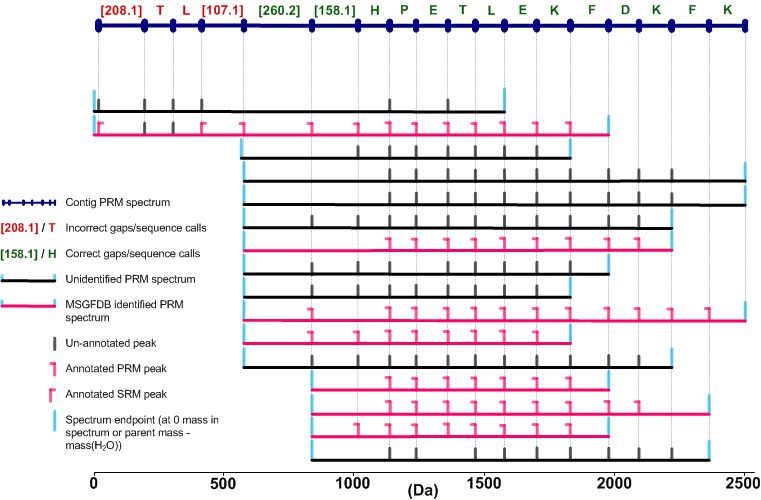 [208.1] T L [107.1] [260.2] [158.1] H P E T L E K F D K F K
Contig PRM spectrum
[208.1] / T Incorrect gaps/sequence calls
[158.1] / H Correct gaps/sequence calls
Unidentified PRM spectrum
MSGFDB identified PRM
spectrum
Un-annotated peak
Annotated PRM peak
Annotated SRM peak
Spectrum endpoint (at 0 mass in
spectrum or parent mass -
mass(H₂O))
0 500 1000 1500 2000 2500
(Da)